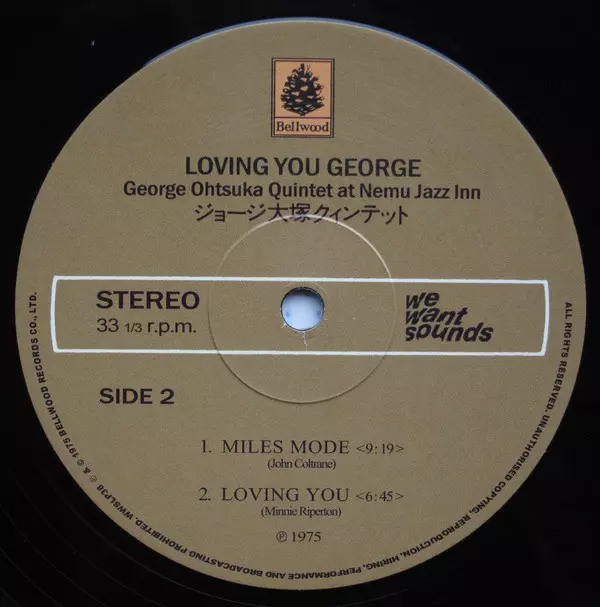 Bellwood
LOVING YOU GEORGE
George Ohtsuka Quintet at Nemu Jazz Inn
ジョージ大塚クィンテット
STEREO
33 1/3 r.p.m.
we
want
sounds
SIDE 2
1. MILES MODE <9:19>
(John Coltrane)
2. LOVING YOU <6:45>
(Minnie Riperton)
℗ 1975
ALL RIGHTS RESERVED. UNAUTHORISED COPYING, REPRODUCTION, HIRING, PERFORMANCE AND BROADCASTING PROHIBITED. WWSLP38 ℗ & © 1975 BELLWOOD RECORDS CO., LTD.